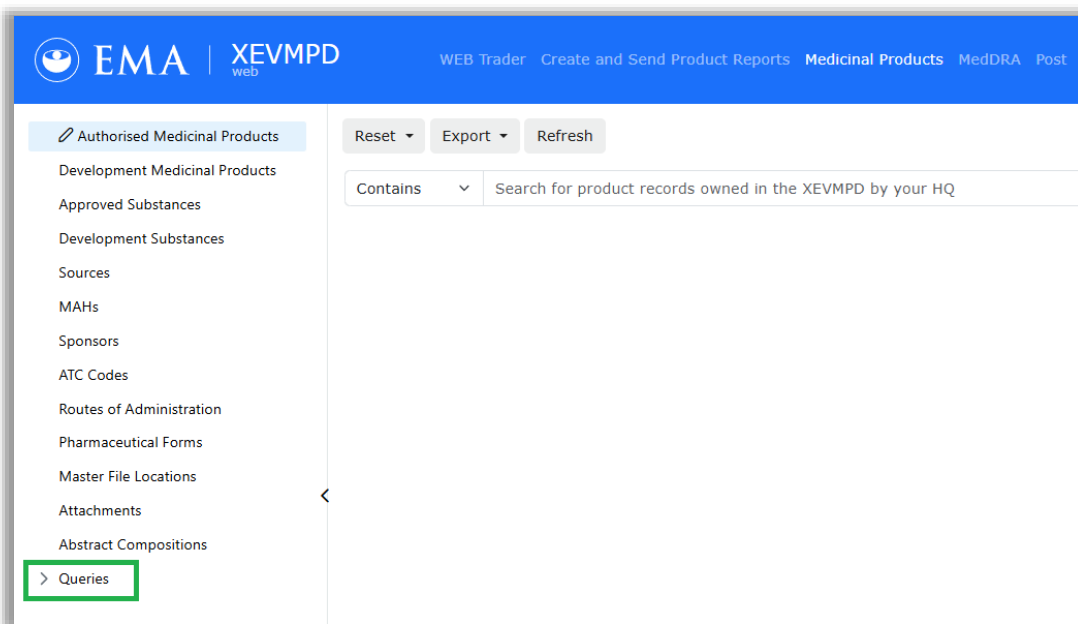 EMA | XEVMPD web
WEB Trader Create and Send Product Reports Medicinal Products MedDRA Post
Authorised Medicinal Products
Development Medicinal Products
Approved Substances
Development Substances
Sources
MAHs
Sponsors
ATC Codes
Routes of Administration
Pharmaceutical Forms
Master File Locations
Attachments
Abstract Compositions
Queries
Reset Export Refresh
Contains Search for product records owned in the XEVMPD by your HQ